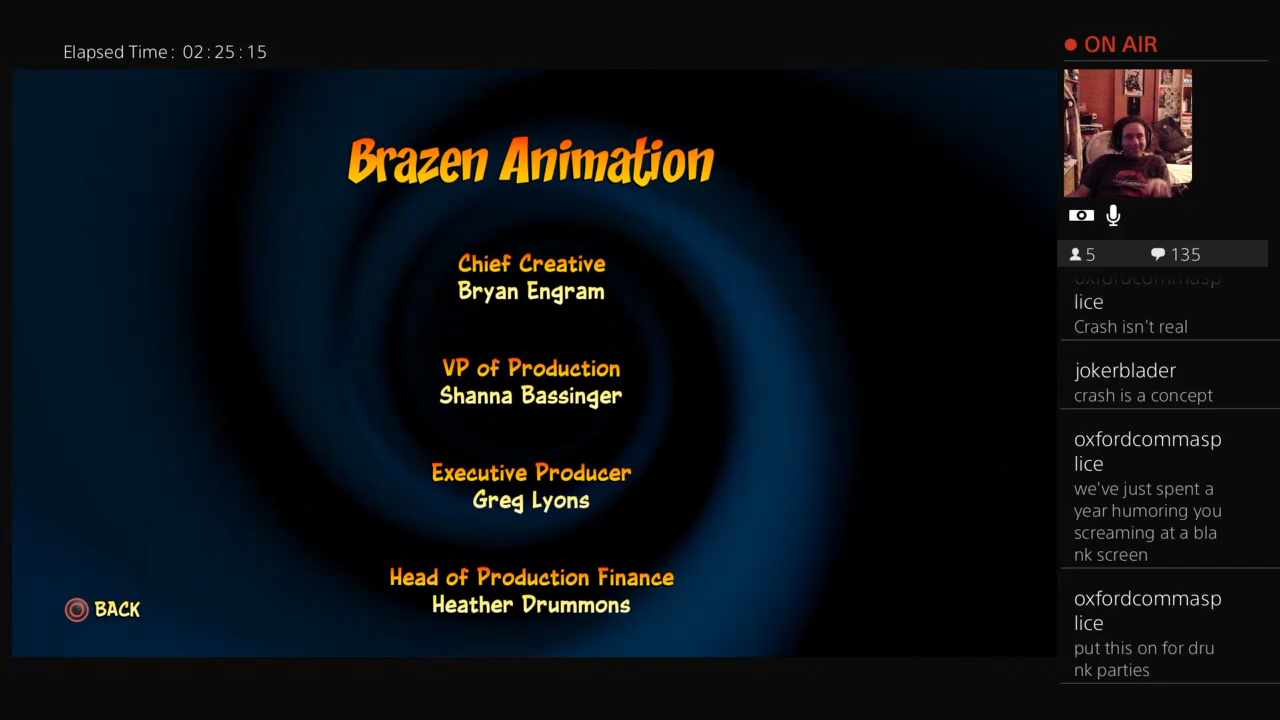 Elapsed Time: 02:25:15
ON AIR
Brazen Animation
Chief Creative
Bryan Engram
VP of Production
Shanna Bassinger
Executive Producer
Greg Lyons
Head of Production Finance
Heather Drummons
BACK
5 135
oxfordcommasp
lice
Crash isn't real
jokerblader
crash is a concept
oxfordcommasp
lice
we've just spent a
year humoring you
screaming at a bla
nk screen
oxfordcommasp
lice
put this on for dru
nk parties